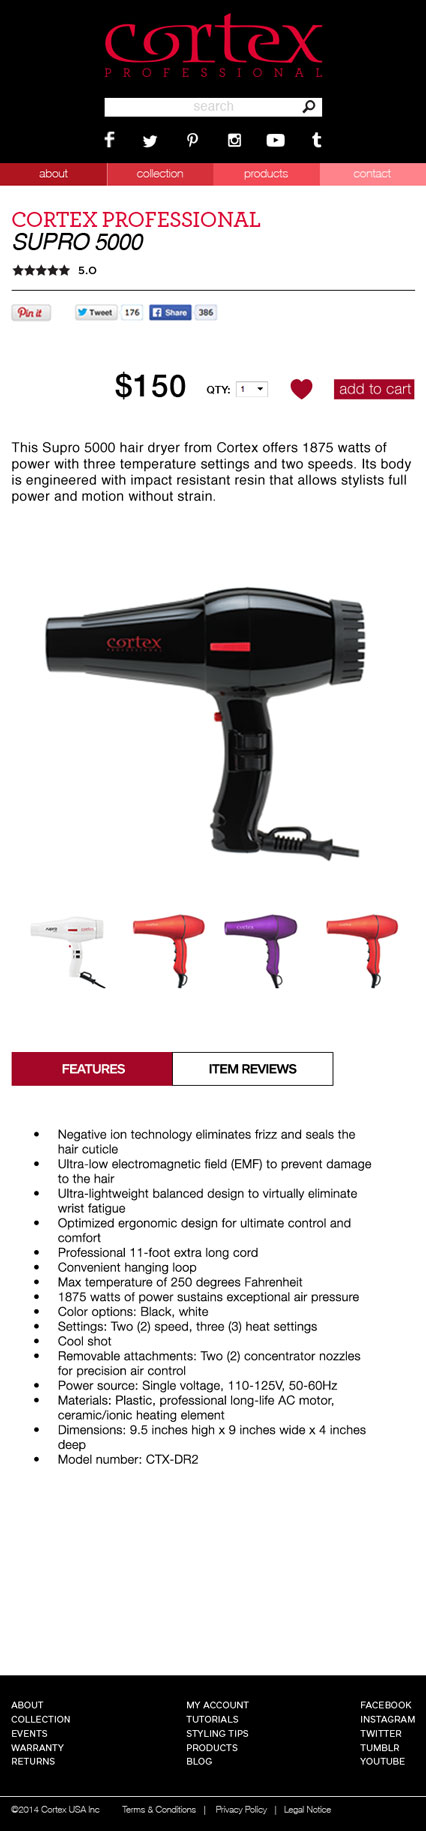 cortex
PROFESSIONAL
search
about collection products contact
CORTEX PROFESSIONAL
SUPRO 5000
5.0
Pin it Tweet 176 Share 386
$150 QTY: 1 add to cart
This Supro 5000 hair dryer from Cortex offers 1875 watts of
power with three temperature settings and two speeds. Its body
is engineered with impact resistant resin that allows stylists full
power and motion without strain.
cortex
PROFESSIONAL
cortex
FEATURES ITEM REVIEWS
• Negative ion technology eliminates frizz and seals the
hair cuticle
• Ultra-low electromagnetic field (EMF) to prevent damage
to the hair
• Ultra-lightweight balanced design to virtually eliminate
wrist fatigue
• Optimized ergonomic design for ultimate control and
comfort
• Professional 11-foot extra long cord
• Convenient hanging loop
• Max temperature of 250 degrees Fahrenheit
• 1875 watts of power sustains exceptional air pressure
• Color options: Black, white
• Settings: Two (2) speed, three (3) heat settings
• Cool shot
• Removable attachments: Two (2) concentrator nozzles
for precision air control
• Power source: Single voltage, 110-125V, 50-60Hz
• Materials: Plastic, professional long-life AC motor,
ceramic/ionic heating element
• Dimensions: 9.5 inches high x 9 inches wide x 4 inches
deep
• Model number: CTX-DR2
ABOUT MY ACCOUNT FACEBOOK
COLLECTION TUTORIALS INSTAGRAM
EVENTS STYLING TIPS TWITTER
WARRANTY PRODUCTS TUMBLR
RETURNS BLOG YOUTUBE
©2014 Cortex USA Inc Terms & Conditions | Privacy Policy | Legal Notice